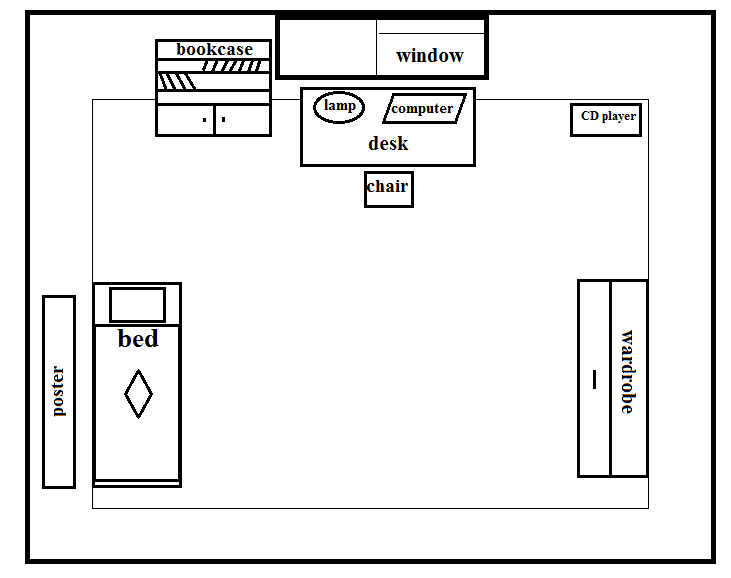 bookcase
window
lamp
computer
CD player
desk
chair
bed
poster
wardrobe